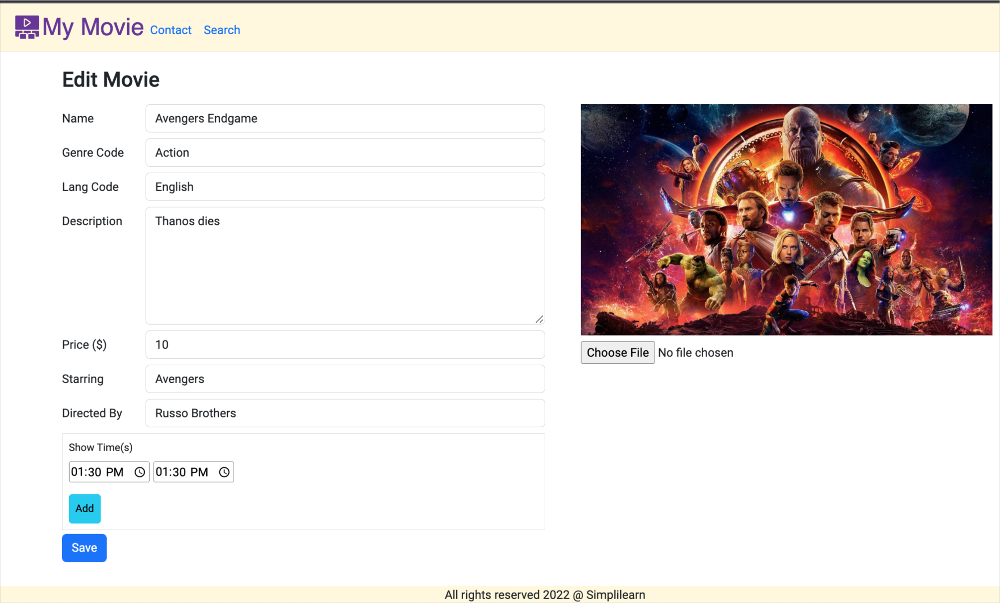 My Movie Contact Search
Edit Movie
Name Avengers Endgame
Genre Code Action
Lang Code English
Description Thanos dies
Price ($) 10
Starring Avengers
Directed By Russo Brothers
Show Time(s)
01:30 PM 01:30 PM
Add
Save
Choose File No file chosen
All rights reserved 2022 @ Simplilearn